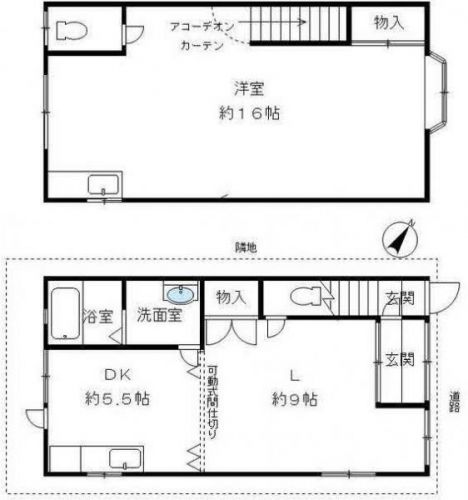 アコーデオン
カーテン
物入
洋室
約16帖
N
隣地
浴室
洗面室
物入
玄関
玄関
DK
約5.5帖
可動式間仕切り
L
約9帖
道路